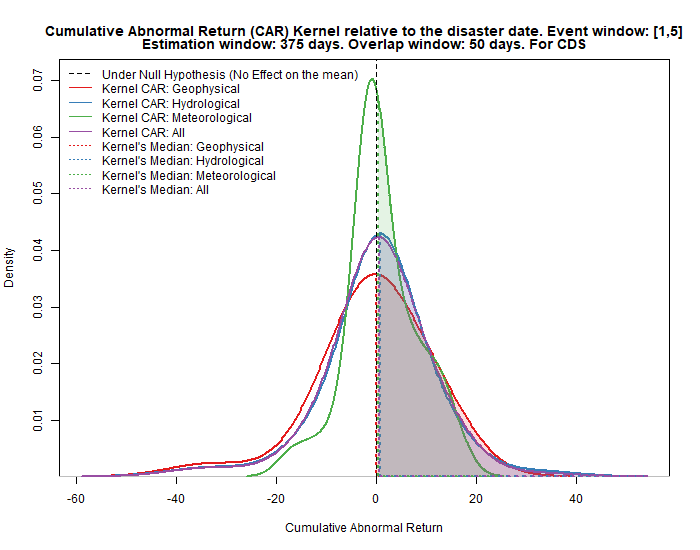 Cumulative Abnormal Return (CAR) Kernel relative to the disaster date. Event window: [1,5]
Estimation window: 375 days. Overlap window: 50 days. For CDS
Under Null Hypothesis (No Effect on the mean)
Kernel CAR: Geophysical
Kernel CAR: Hydrological
Kernel CAR: Meteorological
Kernel CAR: All
Kernel's Median: Geophysical
Kernel's Median: Hydrological
Kernel's Median: Meteorological
Kernel's Median: All
Density
0.07
0.06
0.05
0.04
0.03
0.02
0.01
-60 -40 -20 0 20 40
Cumulative Abnormal Return